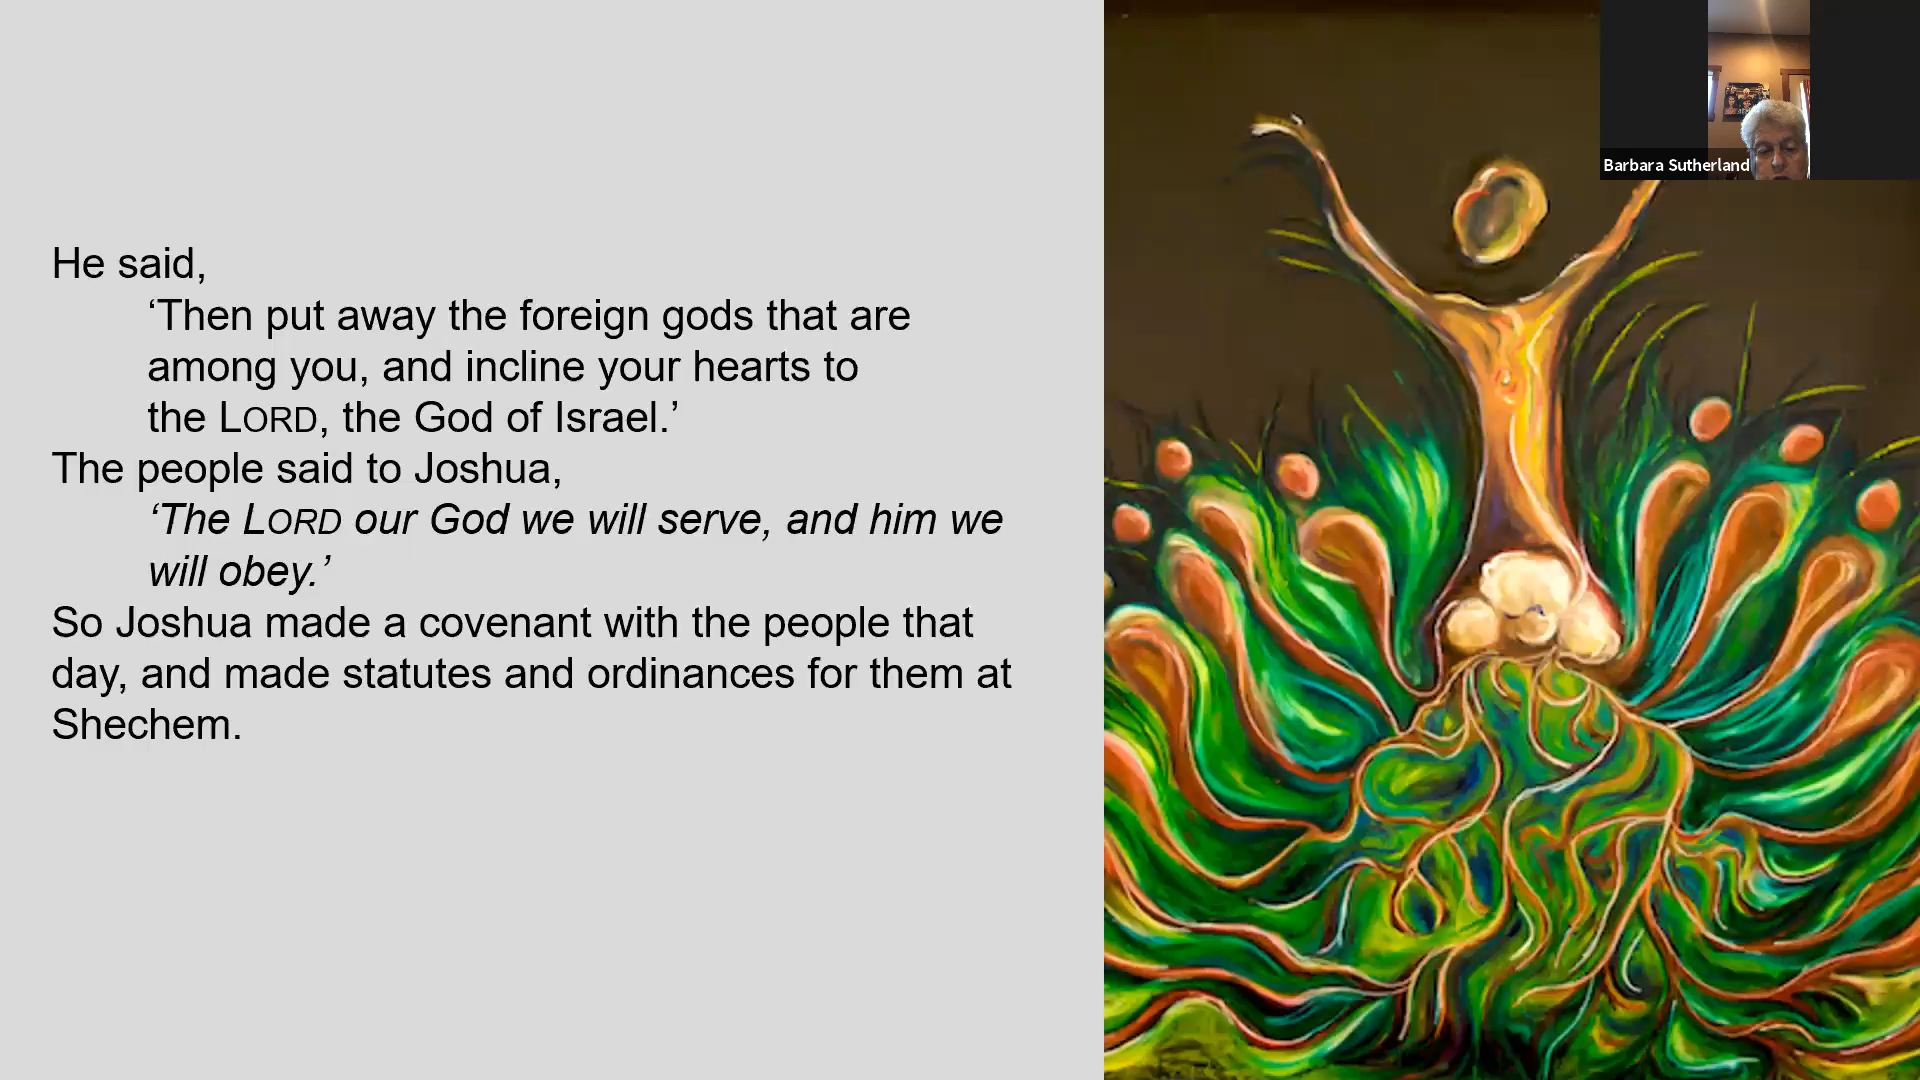 He said,
‘Then put away the foreign gods that are
among you, and incline your hearts to
the LORD, the God of Israel.’
The people said to Joshua,
‘The LORD our God we will serve, and him we
will obey.’
So Joshua made a covenant with the people that
day, and made statutes and ordinances for them at
Shechem.
Barbara Sutherland